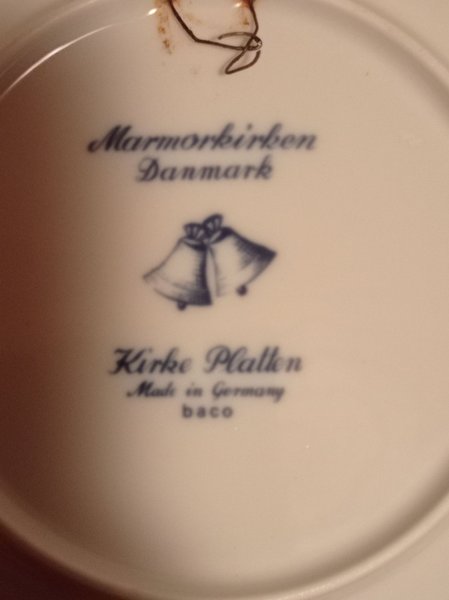 Marmorkirken
Danmark
Kirke Platten
Made in Germany
baco